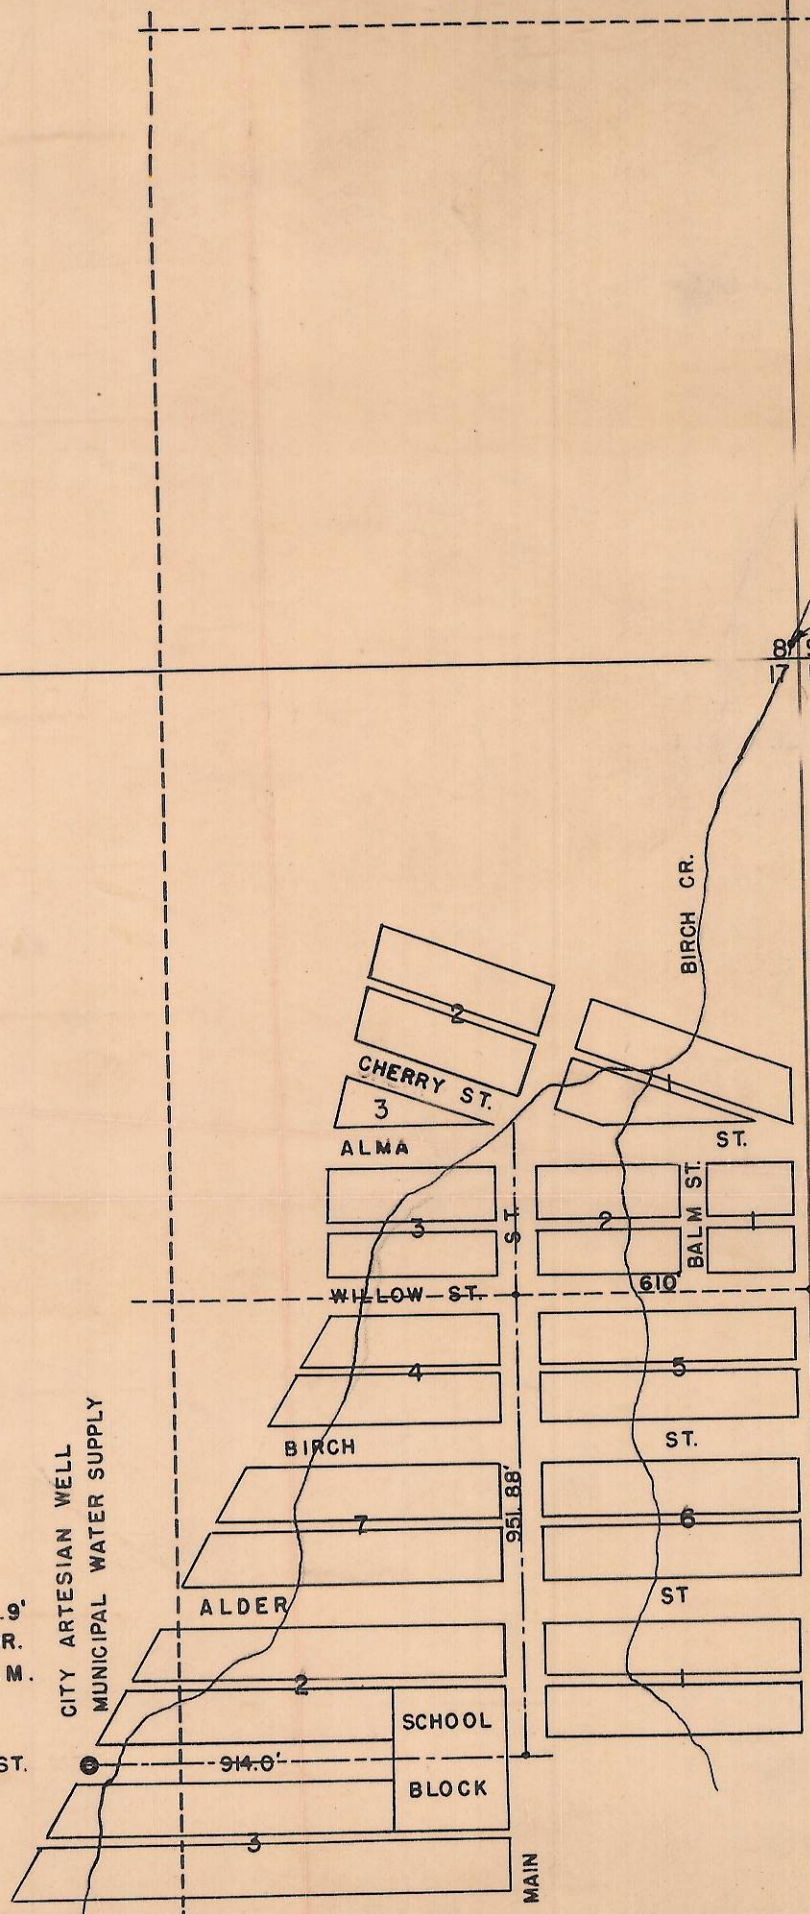 8
17
BIRCH CR.
2
CHERRY ST.
1
3
ALMA ST.
3
ST.
2
BALM ST.
1
610'
WILLOW ST.
4
5
BIRCH ST.
951.88'
7
6
ALDER ST
2
1
CITY ARTESIAN WELL
MUNICIPAL WATER SUPPLY
.9'
R.
M.
SCHOOL
BLOCK
ST.
914.0'
3
MAIN